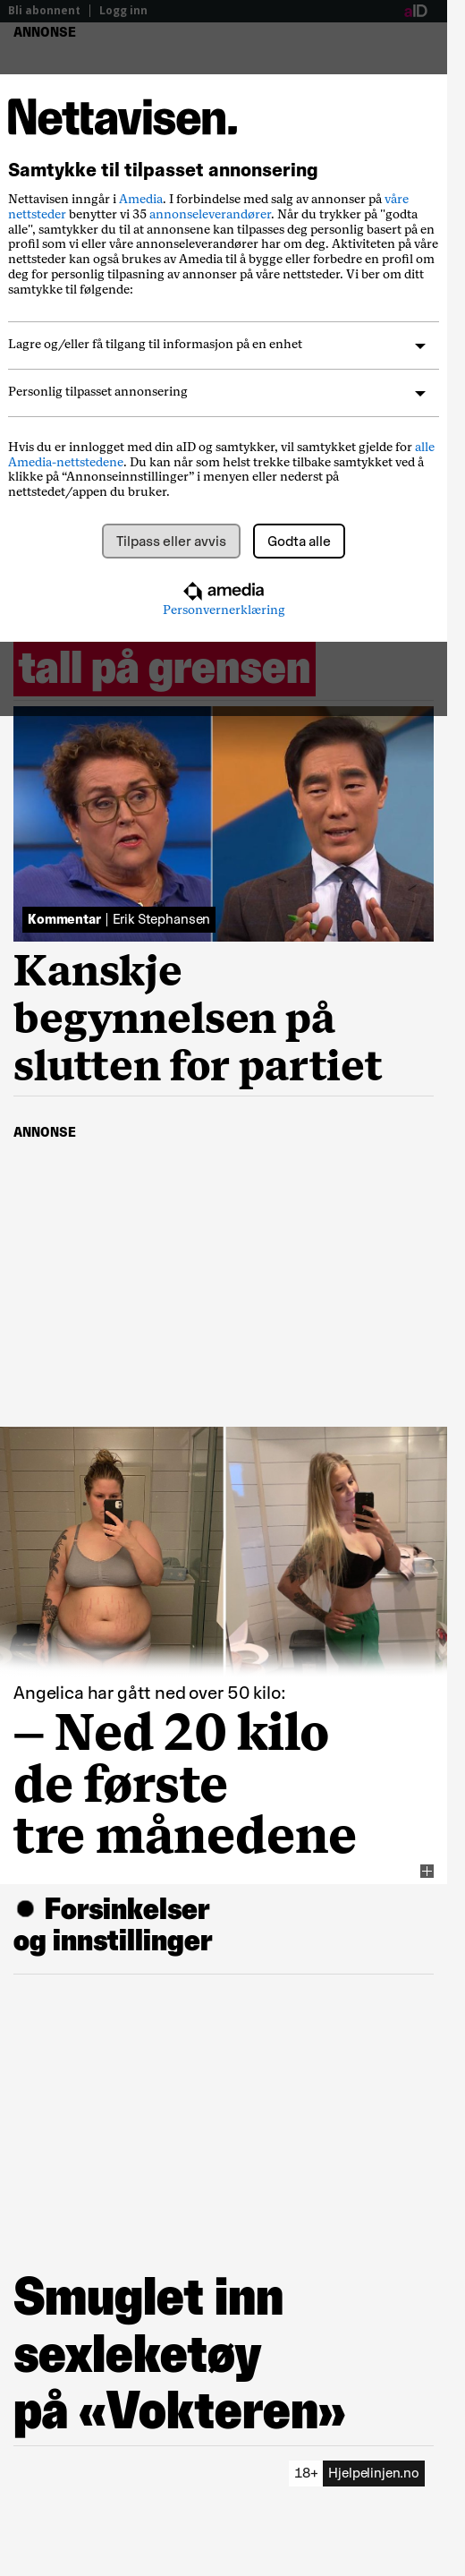 Bli abonnent | Logg inn
aID
ANNONSE
Nettavisen.
Samtykke til tilpasset annonsering
Nettavisen inngår i Amedia. I forbindelse med salg av annonser på våre
nettsteder benytter vi 35 annonseleverandører. Når du trykker på "godta
alle", samtykker du til at annonsene kan tilpasses deg personlig basert på en
profil som vi eller våre annonseleverandører har om deg. Aktiviteten på våre
nettsteder kan også brukes av Amedia til å bygge eller forbedre en profil om
deg for personlig tilpasning av annonser på våre nettsteder. Vi ber om ditt
samtykke til følgende:
Lagre og/eller få tilgang til informasjon på en enhet
Personlig tilpasset annonsering
Hvis du er innlogget med din aID og samtykker, vil samtykket gjelde for alle
Amedia-nettstedene. Du kan når som helst trekke tilbake samtykket ved å
klikke på “Annonseinnstillinger” i menyen eller nederst på
nettstedet/appen du bruker.
Tilpass eller avvis
Godta alle
amedia
Personvernerklæring
tall på grensen
Kommentar | Erik Stephansen
Kanskje
begynnelsen på
slutten for partiet
ANNONSE
Angelica har gått ned over 50 kilo:
– Ned 20 kilo
de første
tre månedene
Forsinkelser
og innstillinger
Smuglet inn
sexleketøy
på «Vokteren»
18+ Hjelpelinjen.no